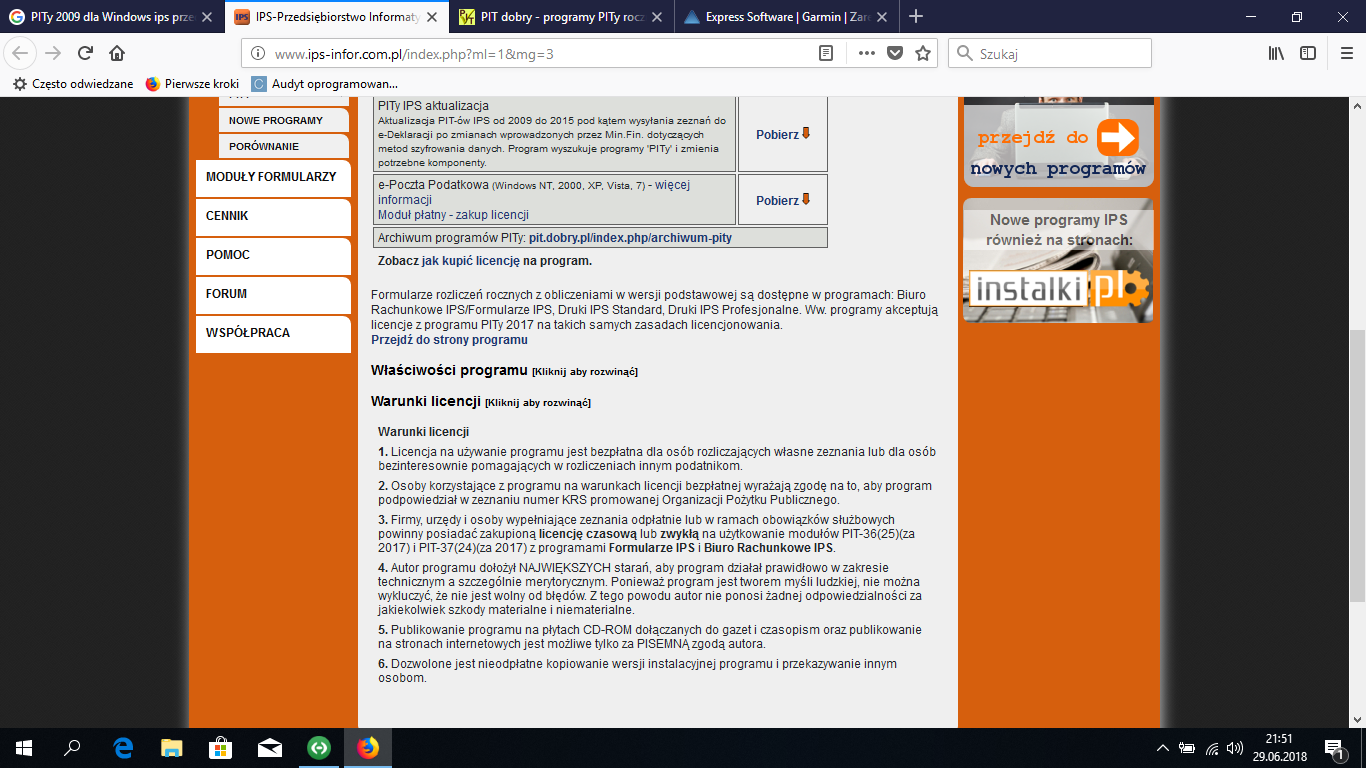 PITy 2009 dla Windows ips prze
IPS-Przedsiębiorstwo Informaty
PIT dobry - programy PITy rocz
Express Software | Garmin | Zar
www.ips-infor.com.pl/index.php?ml=1&mg=3
Szukaj
Często odwiedzane
Pierwsze kroki
Audyt oprogramowan...
NOWE PROGRAMY
PORÓWNANIE
MODUŁY FORMULARZY
CENNIK
POMOC
FORUM
WSPÓŁPRACA
PITy IPS aktualizacja
Aktualizacja PIT-ów IPS od 2009 do 2015 pod kątem wysyłania zeznań do
e-Deklaracji po zmianach wprowadzonych przez Min.Fin. dotyczących
metod szyfrowania danych. Program wyszukuje programy 'PITy' i zmienia
potrzebne komponenty.
Pobierz
e-Poczta Podatkowa (Windows NT, 2000, XP, Vista, 7) - więcej
informacji
Moduł płatny - zakup licencji
Pobierz
Archiwum programów PITy: pit.dobry.pl/index.php/archiwum-pity
Zobacz jak kupić licencję na program.
Formularze rozliczeń rocznych z obliczeniami w wersji podstawowej są dostępne w programach: Biuro
Rachunkowe IPS/Formularze IPS, Druki IPS Standard, Druki IPS Profesjonalne. Ww. programy akceptują
licencje z programu PITy 2017 na takich samych zasadach licencjonowania.
Przejdź do strony programu
Właściwości programu [Kliknij aby rozwinąć]
Warunki licencji [Kliknij aby rozwinąć]
Warunki licencji
1. Licencja na używanie programu jest bezpłatna dla osób rozliczających własne zeznania lub dla osób
bezinteresownie pomagających w rozliczeniach innym podatnikom.
2. Osoby korzystające z programu na warunkach licencji bezpłatnej wyrażają zgodę na to, aby program
podpowiedział w zeznaniu numer KRS promowanej Organizacji Pożytku Publicznego.
3. Firmy, urzędy i osoby wypełniające zeznania odpłatnie lub w ramach obowiązków służbowych
powinny posiadać zakupioną licencję czasową lub zwykłą na użytkowanie modułów PIT-36(25)(za
2017) i PIT-37(24)(za 2017) z programami Formularze IPS i Biuro Rachunkowe IPS.
4. Autor programu dołożył NAJWIĘKSZYCH starań, aby program działał prawidłowo w zakresie
technicznym a szczególnie merytorycznym. Ponieważ program jest tworem myśli ludzkiej, nie można
wykluczyć, że nie jest wolny od błędów. Z tego powodu autor nie ponosi żadnej odpowiedzialności za
jakiekolwiek szkody materialne i niematerialne.
5. Publikowanie programu na płytach CD-ROM dołączanych do gazet i czasopism oraz publikowanie
na stronach internetowych jest możliwe tylko za PISEMNĄ zgodą autora.
6. Dozwolone jest nieodpłatne kopiowanie wersji instalacyjnej programu i przekazywanie innym
osobom.
przejdź do
nowych programów
Nowe programy IPS
również na stronach:
instalki pl
21:51
29.06.2018
1